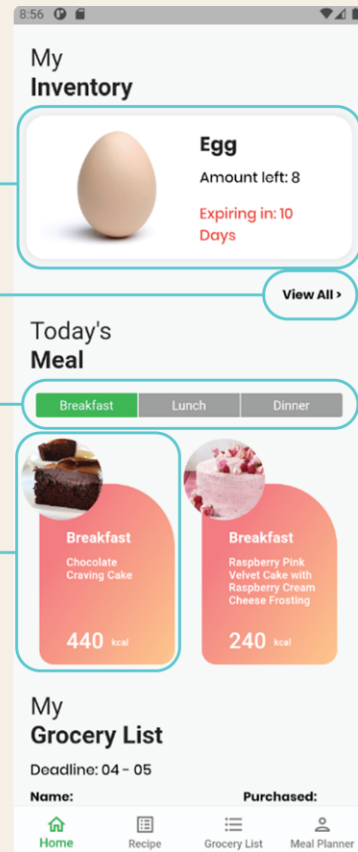 8:56
My
Inventory
Egg
Amount left: 8
Expiring in: 10
Days
View All >
Today's
Meal
Breakfast Lunch Dinner
Breakfast
Chocolate
Craving Cake
440 kcal
Breakfast
Raspberry Pink
Velvet Cake with
Raspberry Cream
Cheese Frosting
240 kcal
My
Grocery List
Deadline: 04 - 05
Name: Purchased:
Home Recipe Grocery List Meal Planner